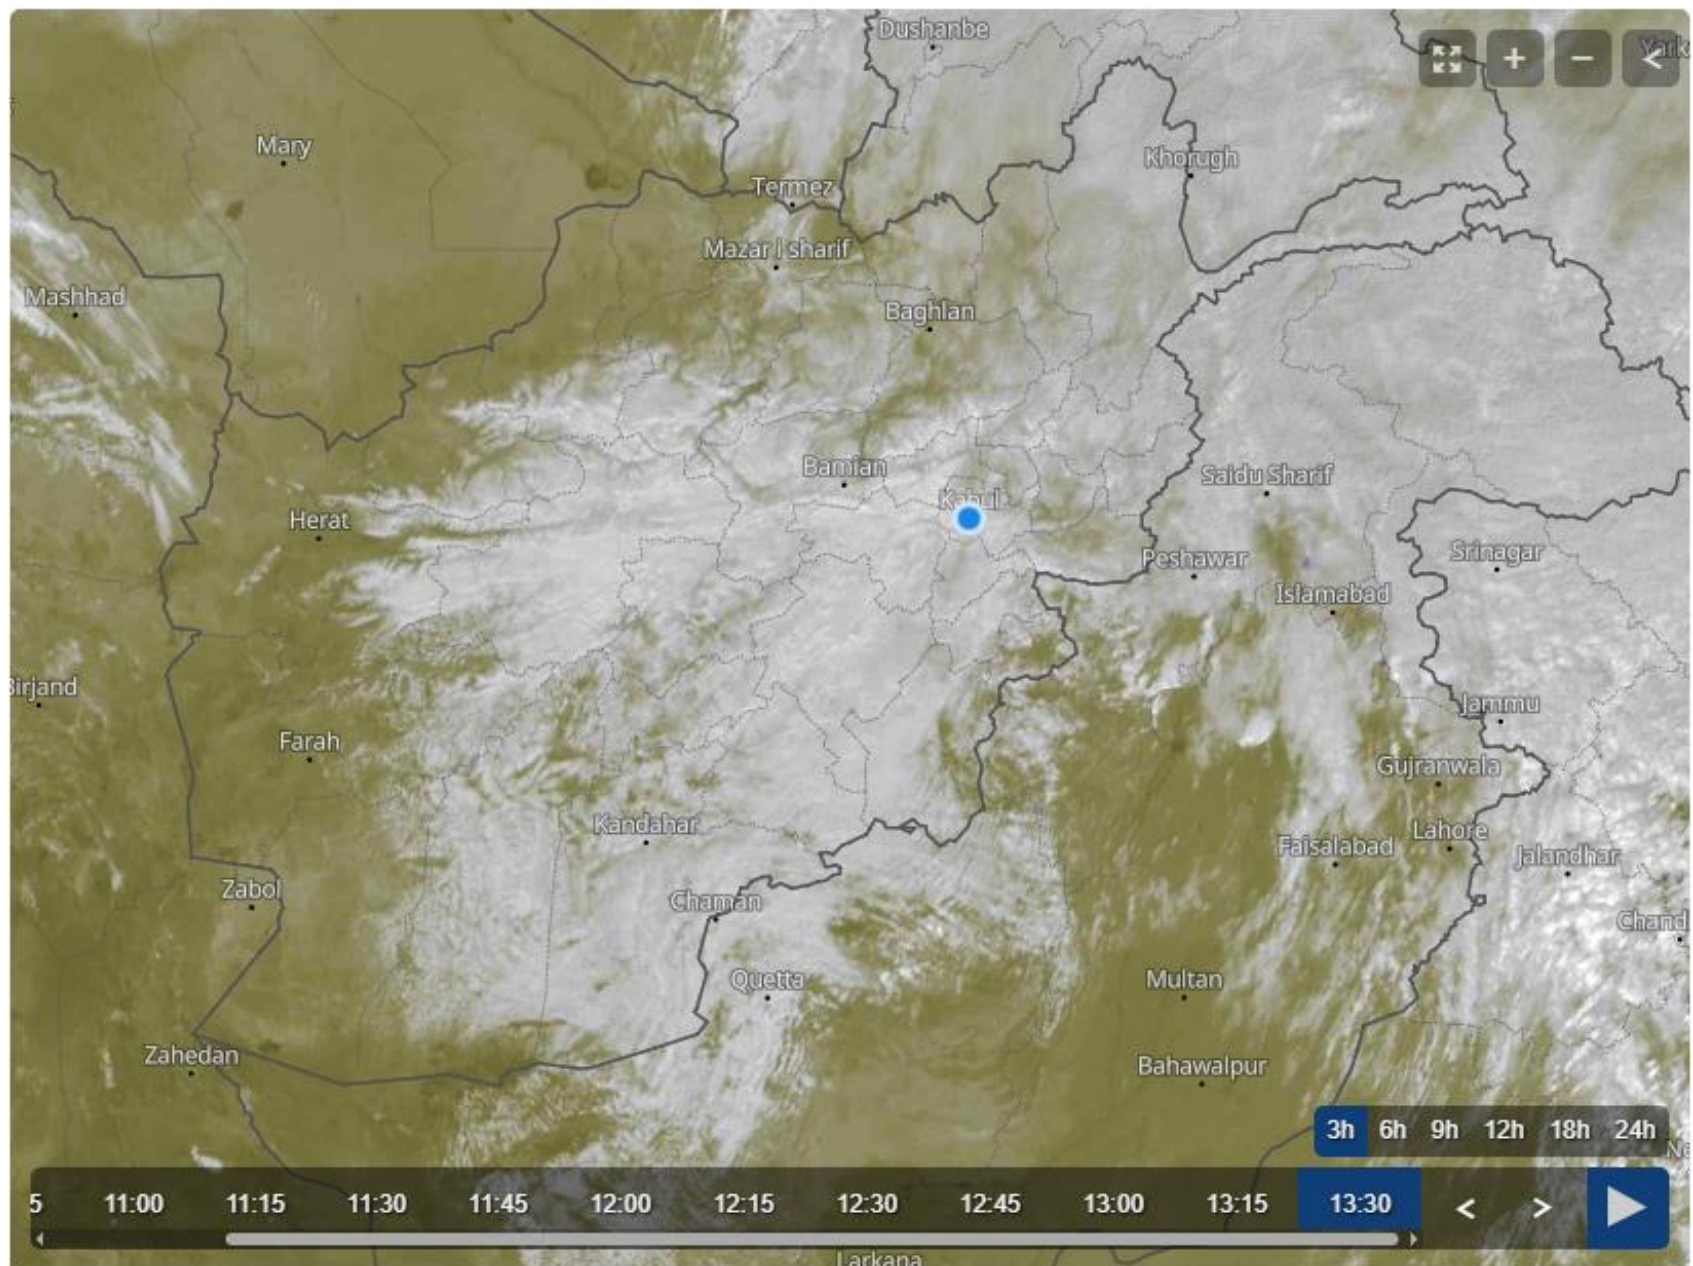 Dushanbe
+ − <
Mary
Khorugh
Termez
Mazar I sharif
Mashhad
Baghlan
Bamian
Saidu Sharif
Kabul
Herat
Srinagar
Peshawar
Islamabad
Birjand
Jammu
Farah
Gujranwala
Kandahar
Lahore
Faisalabad
Jalandhar
Zabol
Chaman
Chand
Quetta
Multan
Zahedan
Bahawalpur
3h 6h 9h 12h 18h 24h
5 11:00 11:15 11:30 11:45 12:00 12:15 12:30 12:45 13:00 13:15 13:30 < >
Larkana